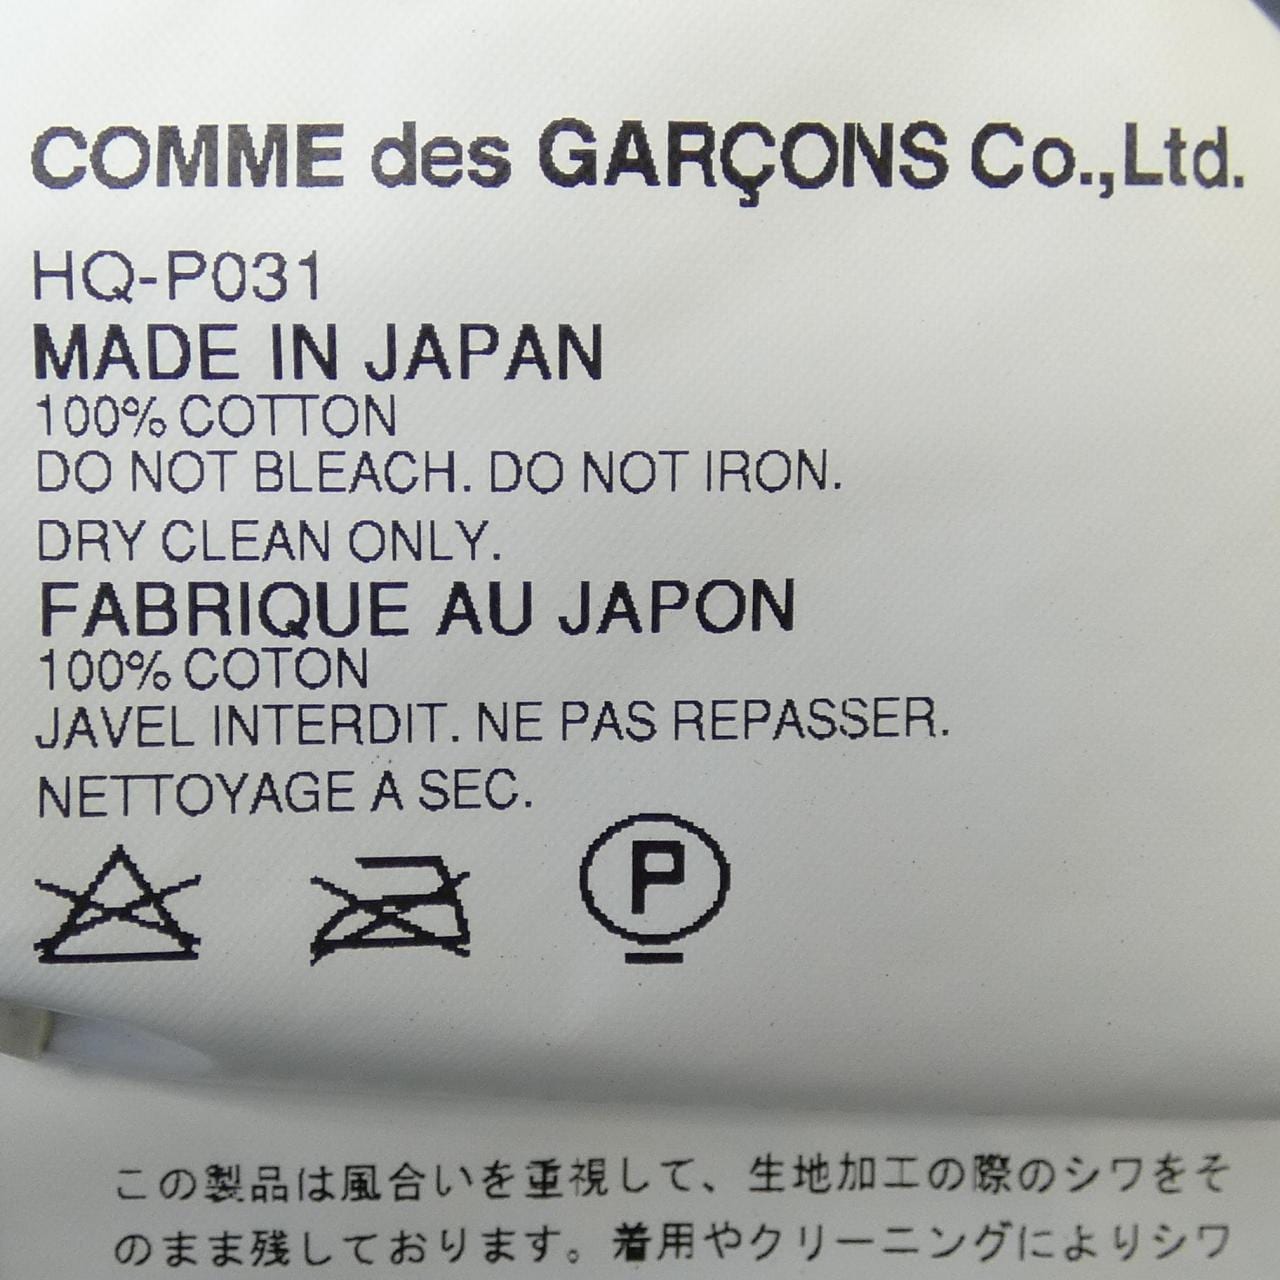 COMME des GARÇONS Co.,Ltd.
HQ-P031
MADE IN JAPAN
100% COTTON
DO NOT BLEACH. DO NOT IRON.
DRY CLEAN ONLY.
FABRIQUE AU JAPON
100% COTON
JAVEL INTERDIT. NE PAS REPASSER.
NETTOYAGE A SEC.
P
この製品は風合いを重視して、生地加工の際のシワをそ
のまま残しております。着用やクリーニングによりシワ